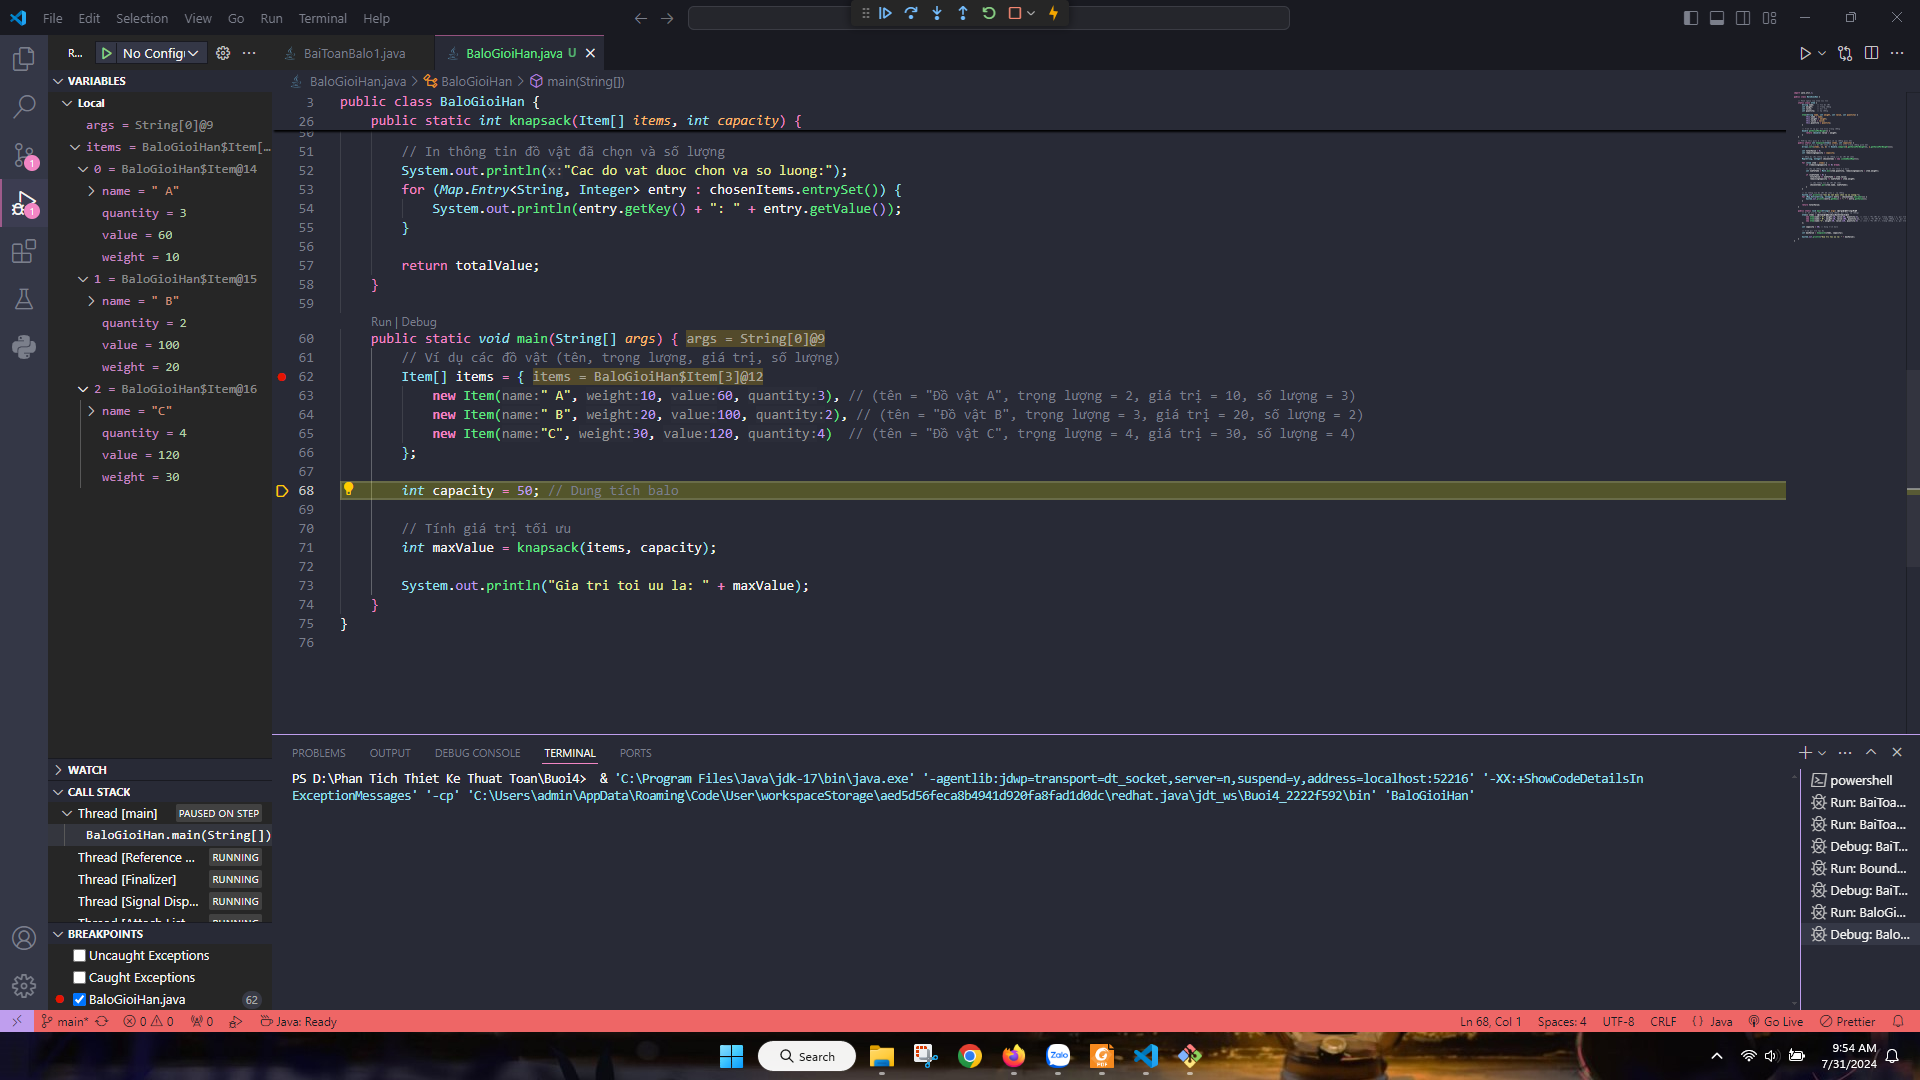 File Edit Selection View Go Run Terminal Help
R... No Config
BaiToanBalo1.java
BaloGioiHan.java U
VARIABLES
Local
args = String[0]@9
items = BaloGioiHan$Item[...
0 = BaloGioiHan$Item@14
name = " A"
quantity = 3
value = 60
weight = 10
1 = BaloGioiHan$Item@15
name = " B"
quantity = 2
value = 100
weight = 20
2 = BaloGioiHan$Item@16
name = "C"
quantity = 4
value = 120
weight = 30
WATCH
CALL STACK
Thread [main] PAUSED ON STEP
BaloGioiHan.main(String[])
Thread [Reference ... RUNNING
Thread [Finalizer] RUNNING
Thread [Signal Disp... RUNNING
Thread [Attach List... RUNNING
BREAKPOINTS
Uncaught Exceptions
Caught Exceptions
BaloGioiHan.java 62
BaloGioiHan.java > BaloGioiHan > main(String[])
3 public class BaloGioiHan {
26 public static int knapsack(Item[] items, int capacity) {
50
51 // In thông tin đồ vật đã chọn và số lượng
52 System.out.println(x:"Cac do vat duoc chon va so luong:");
53 for (Map.Entry<String, Integer> entry : chosenItems.entrySet()) {
54 System.out.println(entry.getKey() + ": " + entry.getValue());
55 }
56
57 return totalValue;
58 }
59
Run | Debug
60 public static void main(String[] args) { args = String[0]@9
61 // Ví dụ các đồ vật (tên, trọng lượng, giá trị, số lượng)
62 Item[] items = { items = BaloGioiHan$Item[3]@12
63 new Item(name:" A", weight:10, value:60, quantity:3), // (tên = "Đồ vật A", trọng lượng = 2, giá trị = 10, số lượng = 3)
64 new Item(name:" B", weight:20, value:100, quantity:2), // (tên = "Đồ vật B", trọng lượng = 3, giá trị = 20, số lượng = 2)
65 new Item(name:"C", weight:30, value:120, quantity:4) // (tên = "Đồ vật C", trọng lượng = 4, giá trị = 30, số lượng = 4)
66 };
67
68 int capacity = 50; // Dung tích balo
69
70 // Tính giá trị tối ưu
71 int maxValue = knapsack(items, capacity);
72
73 System.out.println("Gia tri toi uu la: " + maxValue);
74 }
75 }
76
PROBLEMS OUTPUT DEBUG CONSOLE TERMINAL PORTS
PS D:\Phan Tich Thiet Ke Thuat Toan\Buoi4> & 'C:\Program Files\Java\jdk-17\bin\java.exe' '-agentlib:jdwp=transport=dt_socket,server=n,suspend=y,address=localhost:52216' '-XX:+ShowCodeDetailsIn
ExceptionMessages' '-cp' 'C:\Users\admin\AppData\Roaming\Code\User\workspaceStorage\aed5d56feca8b4941d920fa8fad1d0dc\redhat.java\jdt_ws\Buoi4_2222f592\bin' 'BaloGioiHan'
powershell
Run: BaiToa...
Run: BaiToa...
Debug: BaiT...
Run: Bound...
Debug: BaiT...
Run: BaloGi...
Debug: Balo...
main* 0 0 0 Java: Ready
Ln 68, Col 1 Spaces: 4 UTF-8 CRLF {} Java Go Live Prettier
Search
Zalo
PDF
9:54 AM
7/31/2024